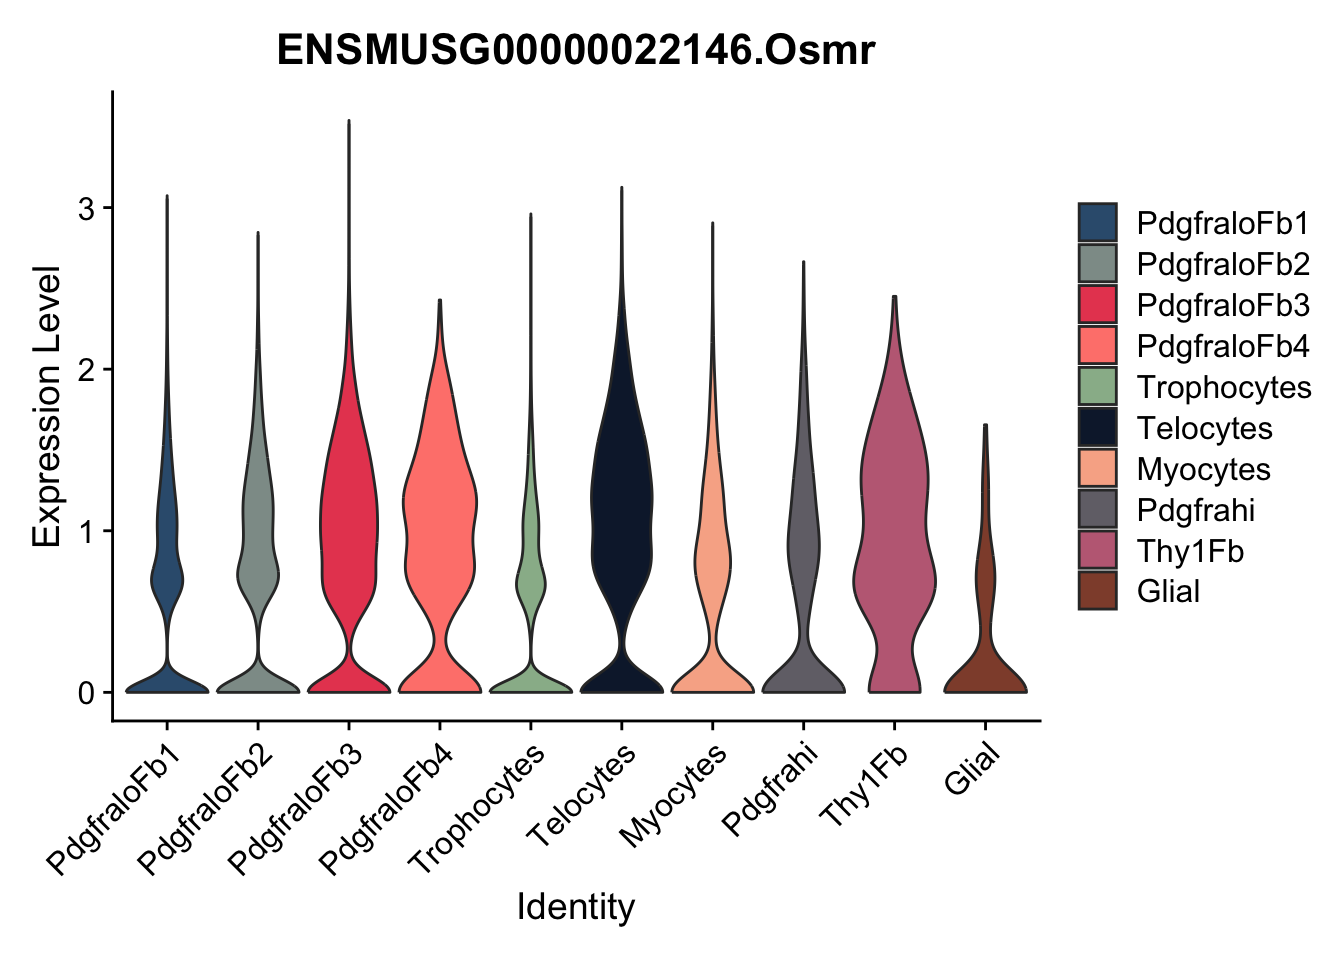 ENSMUSG00000022146.Osmr
Expression Level
3
2
1
0
PdgfraloFb1
PdgfraloFb2
PdgfraloFb3
PdgfraloFb4
Trophocytes
Telocytes
Myocytes
Pdgfrahi
Thy1Fb
Glial
Identity
PdgfraloFb1
PdgfraloFb2
PdgfraloFb3
PdgfraloFb4
Trophocytes
Telocytes
Myocytes
Pdgfrahi
Thy1Fb
Glial